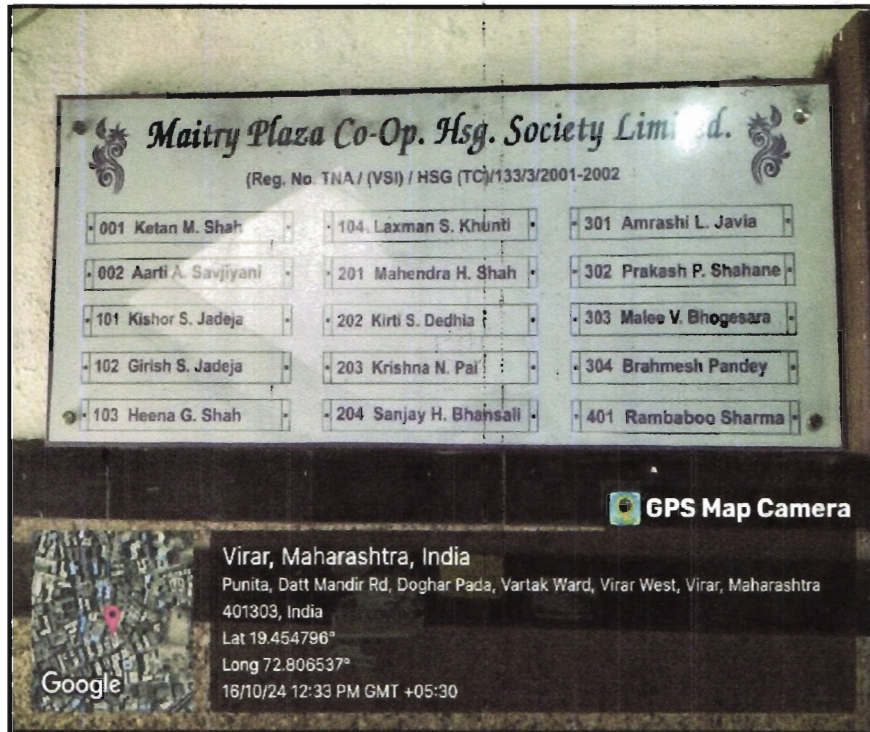 Maitry Plaza Co-Op. Hsg. Society Limited.
(Reg. No. TNA / (VSI) / HSG (TC)/133/3/2001-2002
001 Ketan M. Shah
002 Aarti A. Savjiyani
101 Kishor S. Jadeja
102 Girish S. Jadeja
103 Heena G. Shah
104. Laxman S. Khunti
201 Mahendra H. Shah
202 Kirti S. Dedhia
203 Krishna N. Pai
204 Sanjay H. Bhansali
301 Amrashi L. Javia
302 Prakash P. Shahane
303 Malee V. Bhogesara
304 Brahmesh Pandey
401 Rambaboo Sharma
GPS Map Camera
Virar, Maharashtra, India
Punita, Datt Mandir Rd, Doghar Pada, Vartak Ward, Virar West, Virar, Maharashtra
401303, India
Lat 19.454796°
Long 72.806537°
16/10/24 12:33 PM GMT +05:30
Google